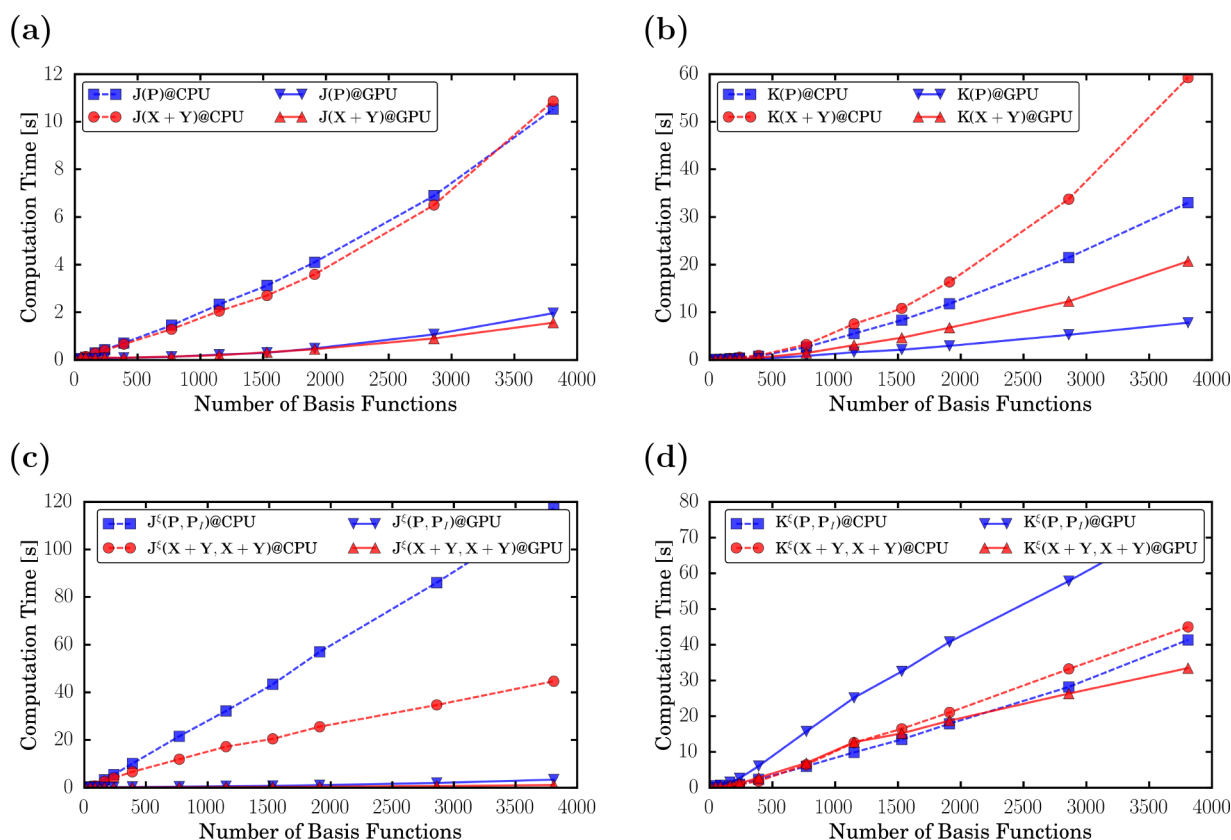 (a)
J(P)@CPU
J(X + Y)@CPU
J(P)@GPU
J(X + Y)@GPU
Computation Time [s]
12
10
8
6
4
2
0
0 500 1000 1500 2000 2500 3000 3500 4000
Number of Basis Functions
(b)
K(P)@CPU
K(X + Y)@CPU
K(P)@GPU
K(X + Y)@GPU
Computation Time [s]
60
50
40
30
20
10
0
0 500 1000 1500 2000 2500 3000 3500 4000
Number of Basis Functions
(c)
J^ξ(P, P_I)@CPU
J^ξ(X + Y, X + Y)@CPU
J^ξ(P, P_I)@GPU
J^ξ(X + Y, X + Y)@GPU
Computation Time [s]
120
100
80
60
40
20
0
0 500 1000 1500 2000 2500 3000 3500 4000
Number of Basis Functions
(d)
K^ξ(P, P_I)@CPU
K^ξ(X + Y, X + Y)@CPU
K^ξ(P, P_I)@GPU
K^ξ(X + Y, X + Y)@GPU
Computation Time [s]
80
70
60
50
40
30
20
10
0
0 500 1000 1500 2000 2500 3000 3500 4000
Number of Basis Functions